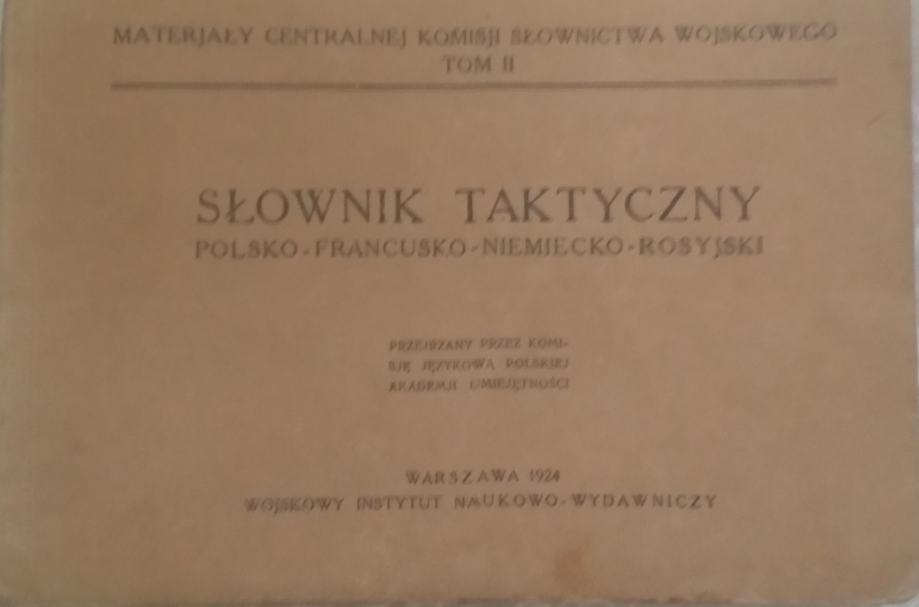 MATERJAŁY CENTRALNEJ KOMISJI SŁOWNICTWA WOJSKOWEGO
TOM II
SŁOWNIK TAKTYCZNY
POLSKO-FRANCUSKO-NIEMIECKO-ROSYJSKI
PRZEJRZANY PRZEZ KOMI-
SJĘ JĘZYKOWĄ POLSKIEJ
AKADEMJI UMIEJĘTNOŚCI
WARSZAWA 1924
WOJSKOWY INSTYTUT NAUKOWO-WYDAWNICZY